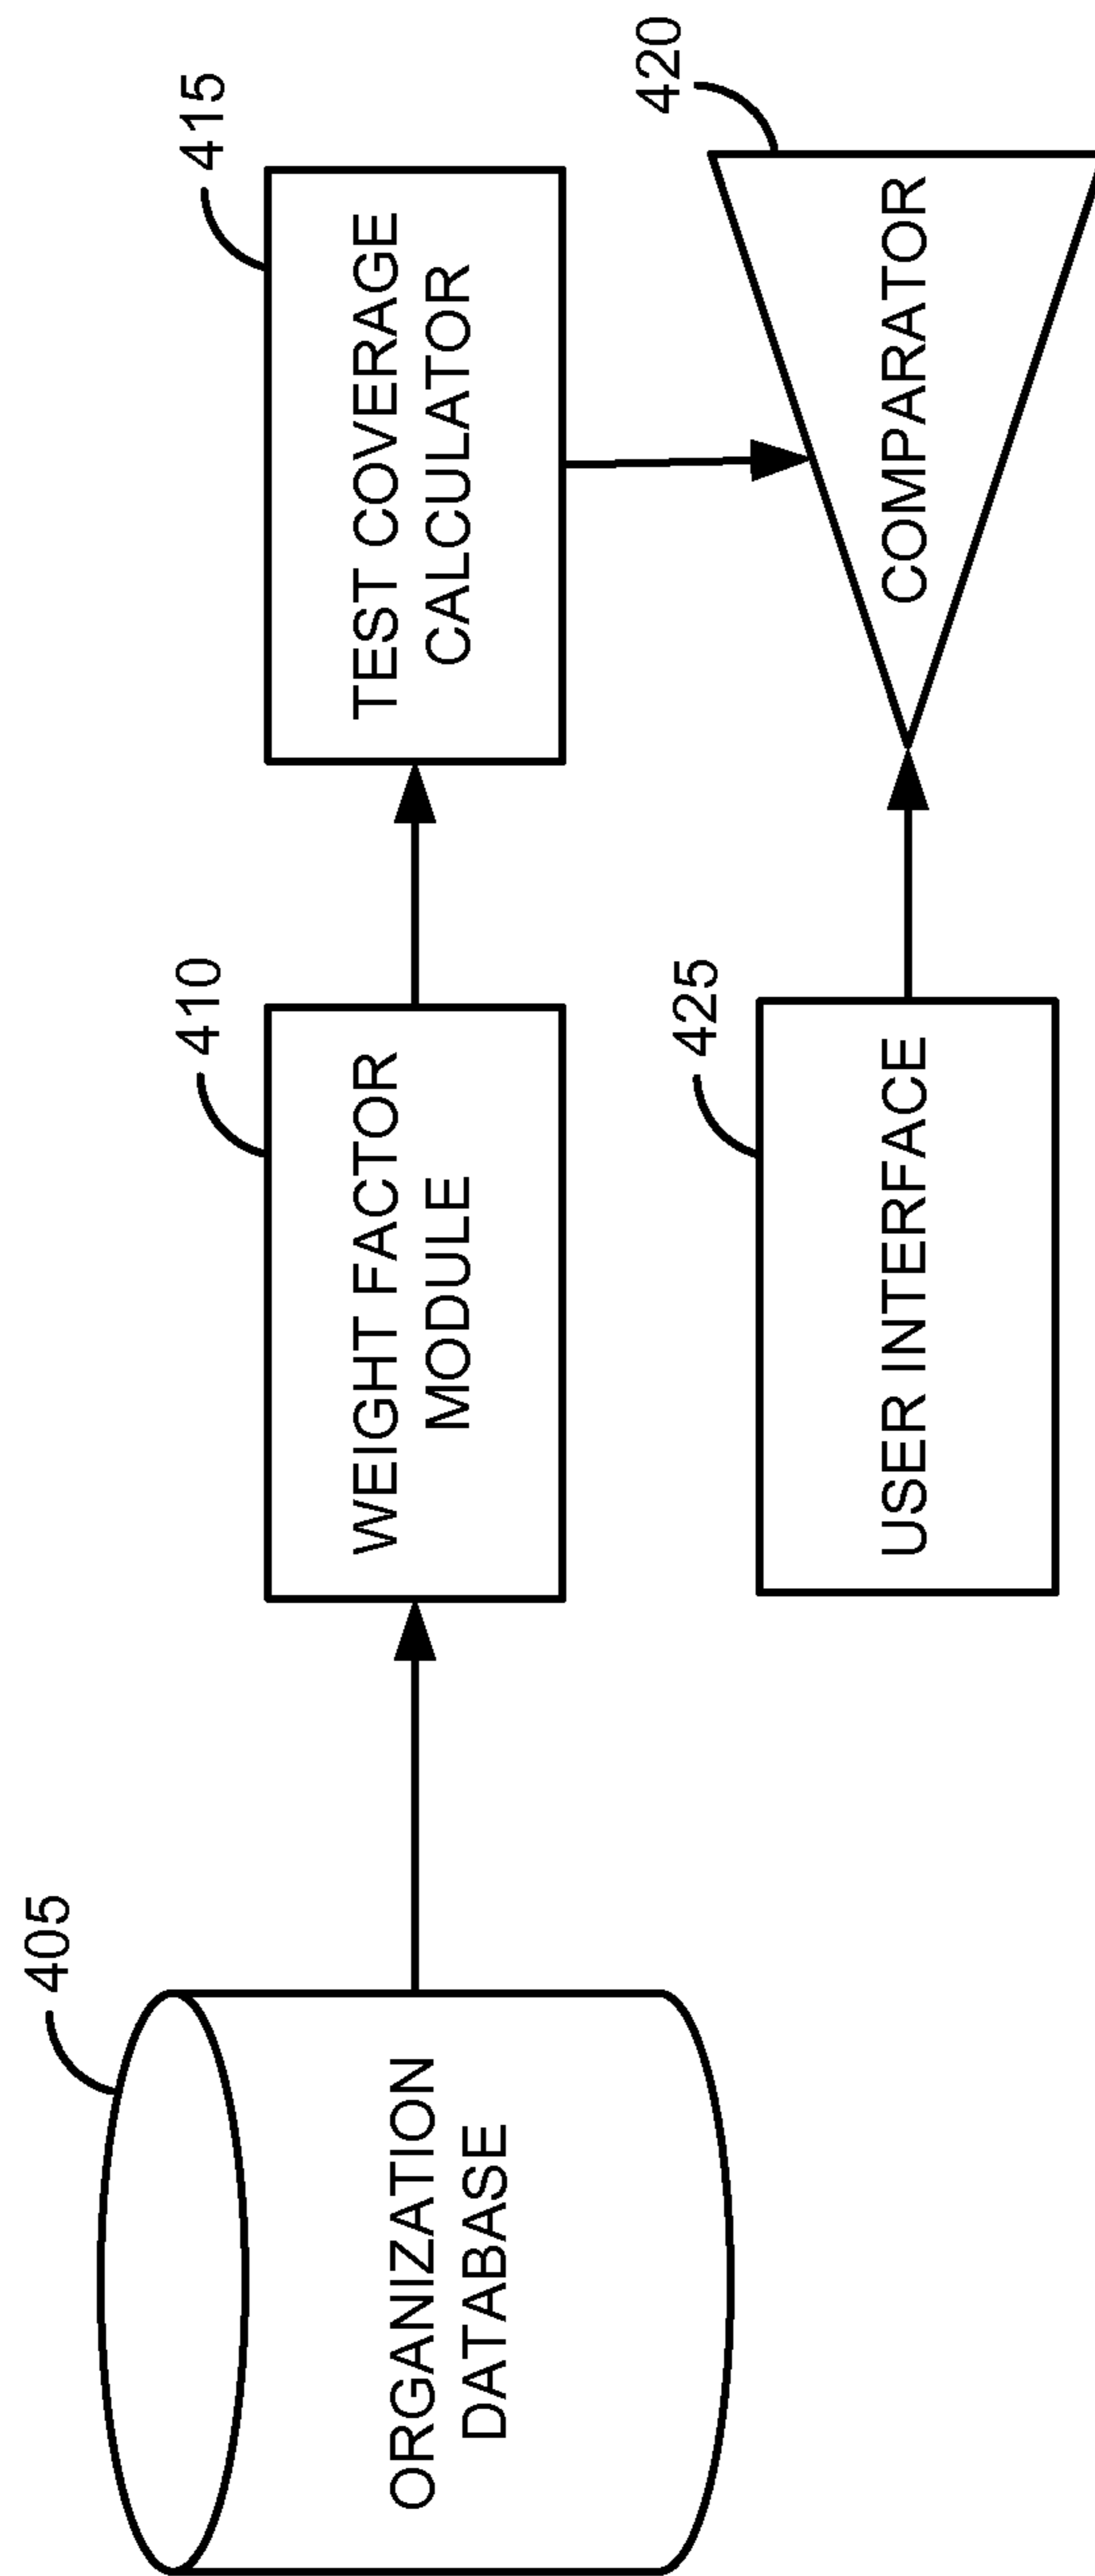 405
ORGANIZATION
DATABASE
410
WEIGHT FACTOR
MODULE
415
TEST COVERAGE
CALCULATOR
425
USER INTERFACE
420
COMPARATOR